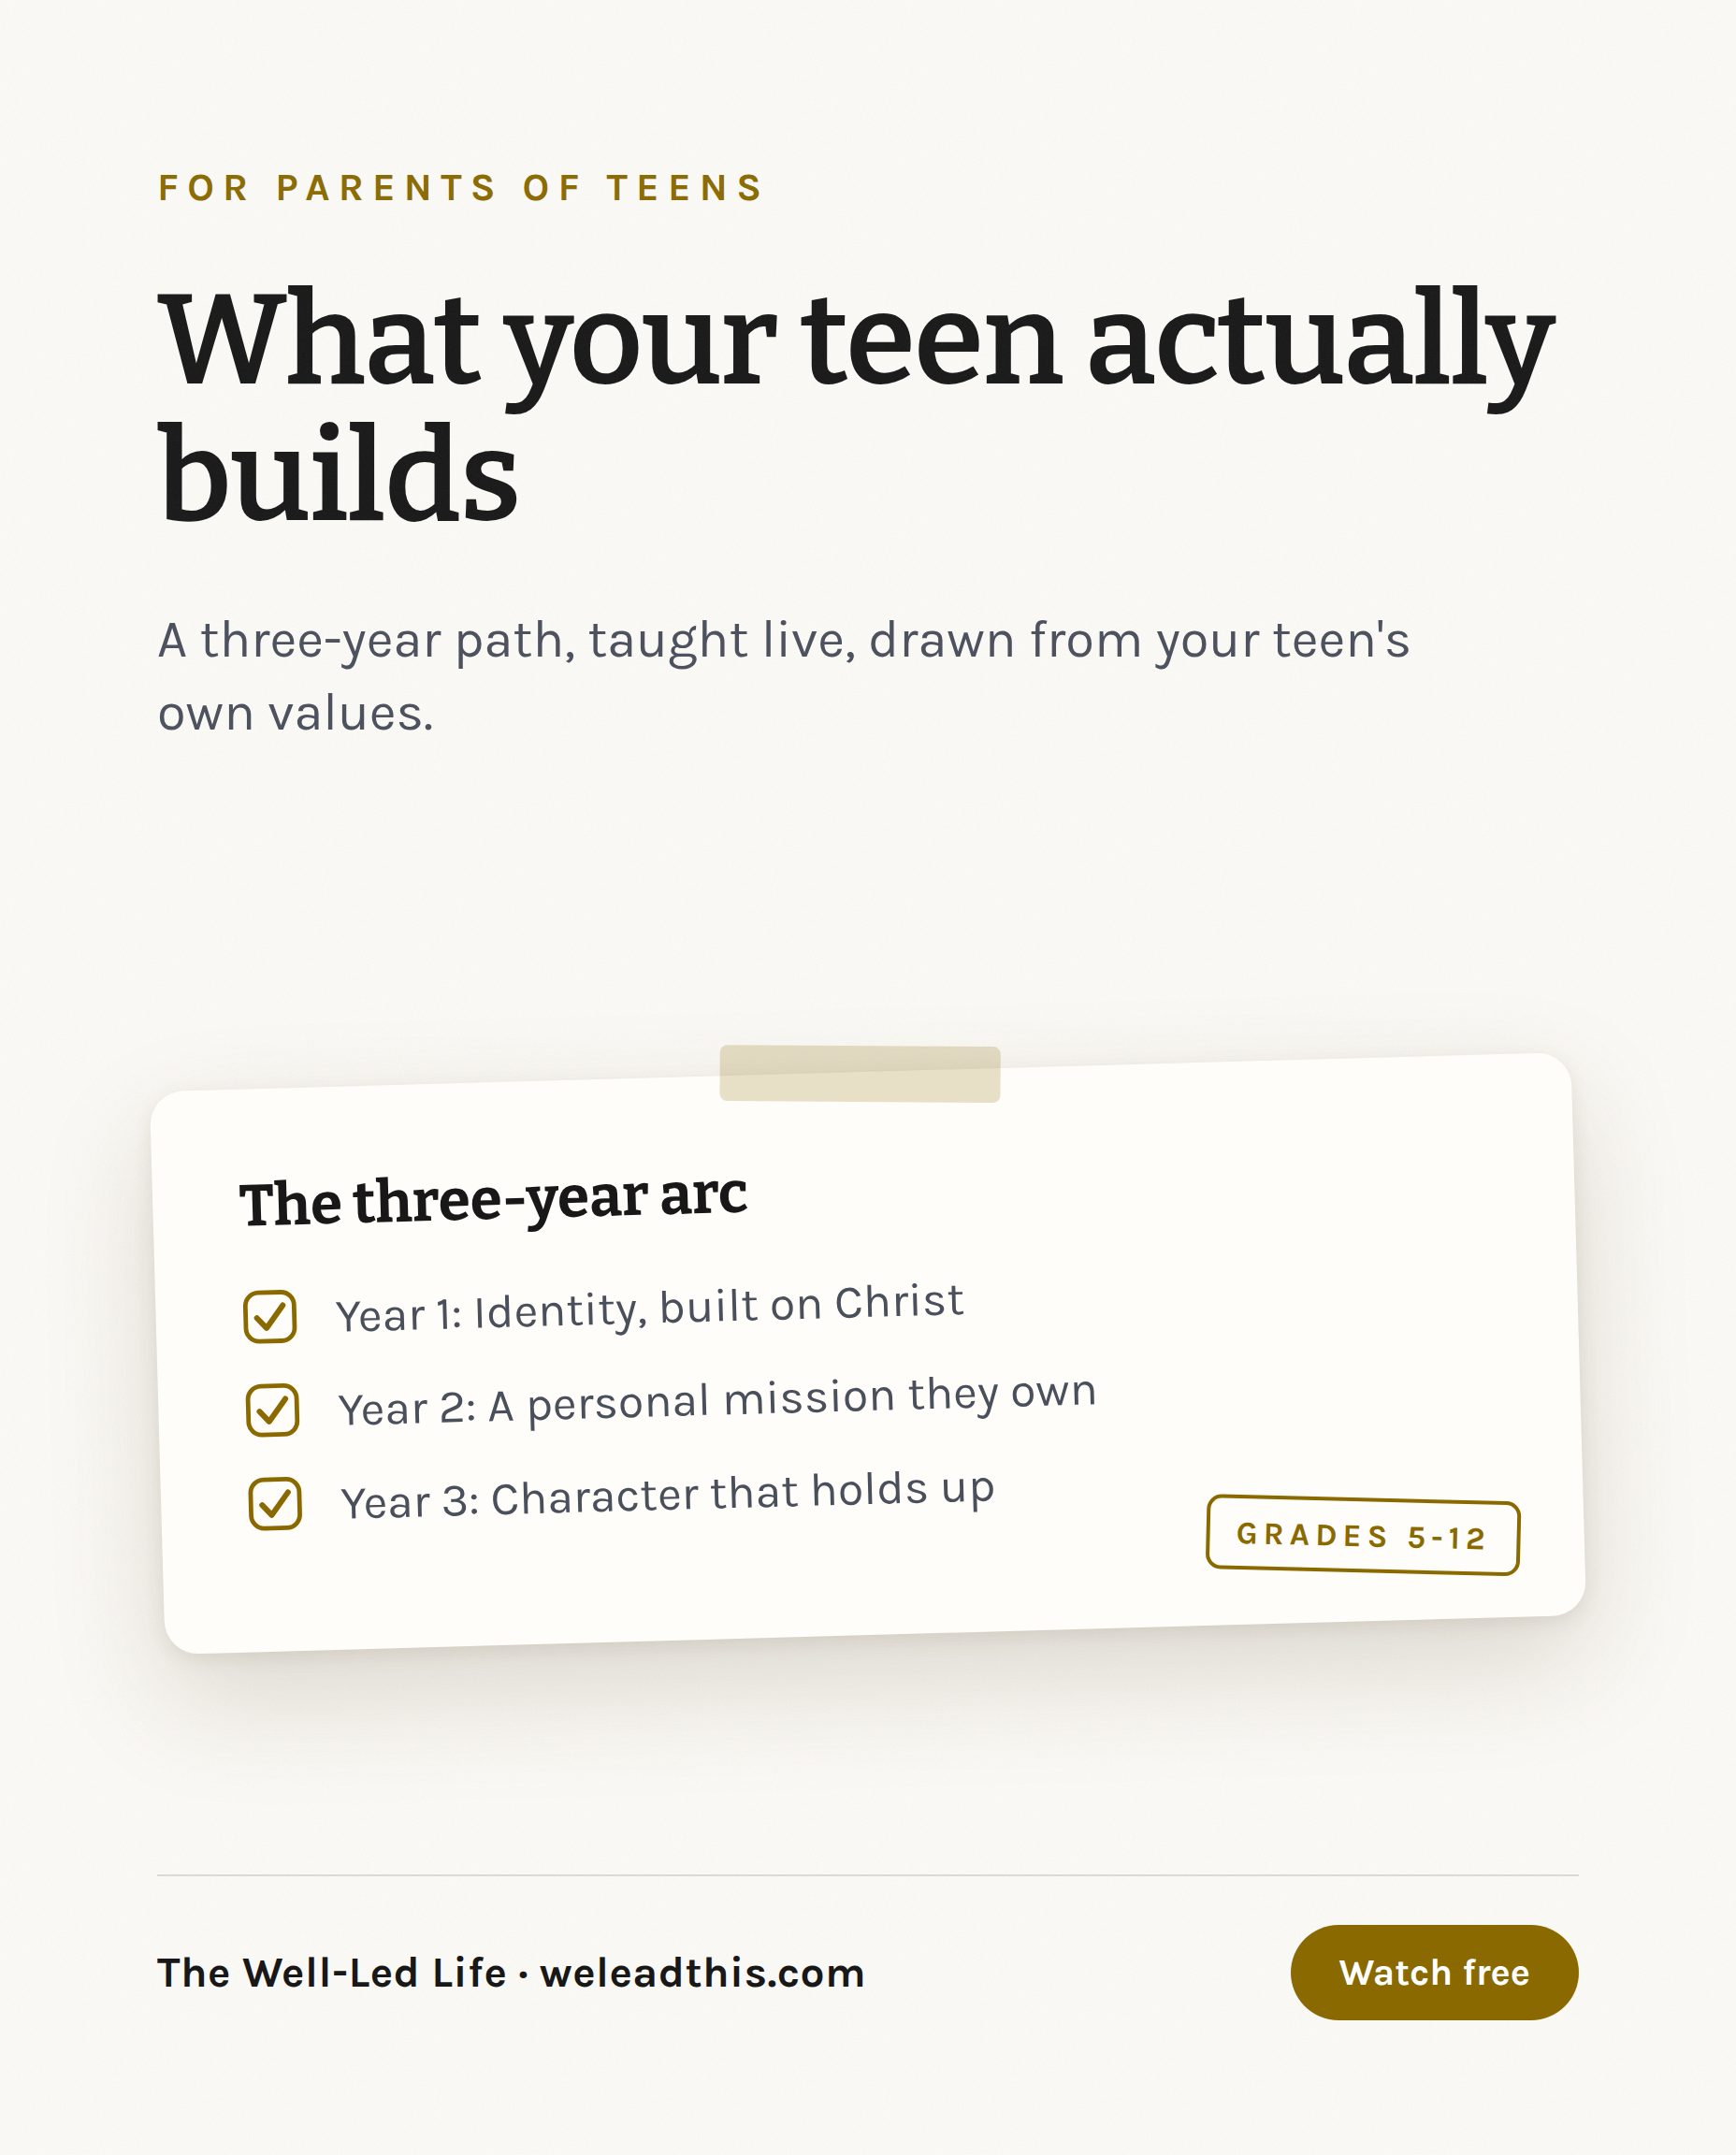 FOR PARENTS OF TEENS
What your teen actually
builds
A three-year path, taught live, drawn from your teen's
own values.
The three-year arc
Year 1: Identity, built on Christ
Year 2: A personal mission they own
Year 3: Character that holds up
GRADES 5-12
The Well-Led Life · weleadthis.com
Watch free